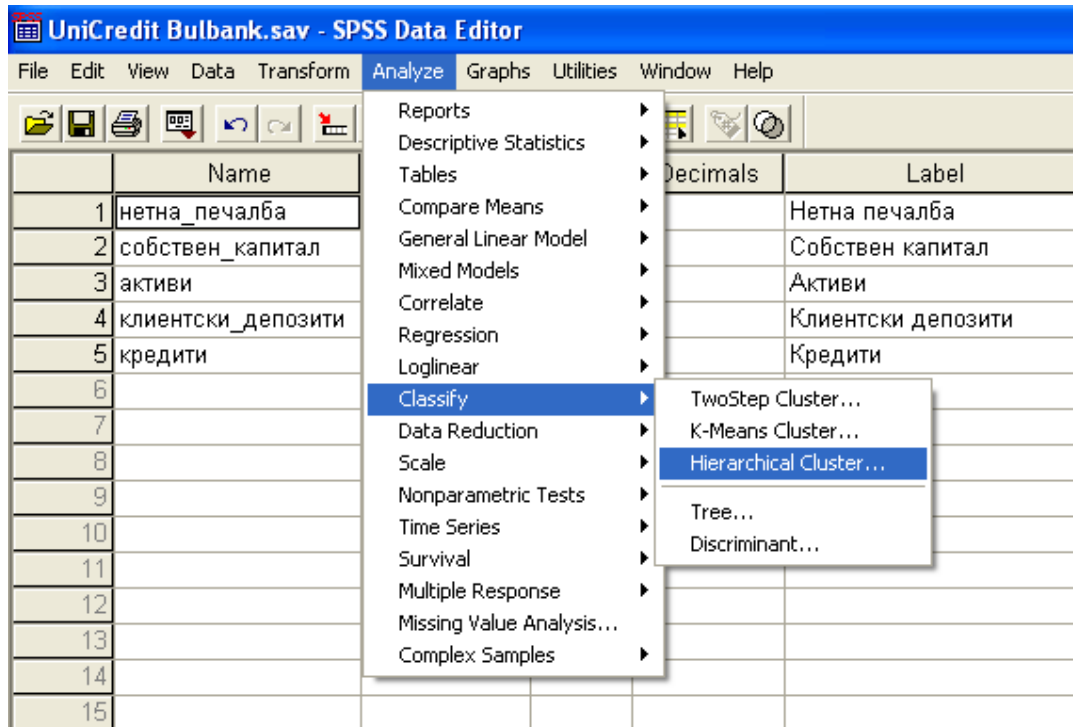 UniCredit Bulbank.sav - SPSS Data Editor
File Edit View Data Transform Analyze Graphs Utilities Window Help
Name Decimals Label
1 нетна_печалба Нетна печалба
2 собствен_капитал Собствен капитал
3 активи Активи
4 клиентски_депозити Клиентски депозити
5 кредити Кредити
6
7
8
9
10
11
12
13
14
15
Reports
Descriptive Statistics
Tables
Compare Means
General Linear Model
Mixed Models
Correlate
Regression
Loglinear
Classify
Data Reduction
Scale
Nonparametric Tests
Time Series
Survival
Multiple Response
Missing Value Analysis...
Complex Samples
TwoStep Cluster...
K-Means Cluster...
Hierarchical Cluster...
Tree...
Discriminant...